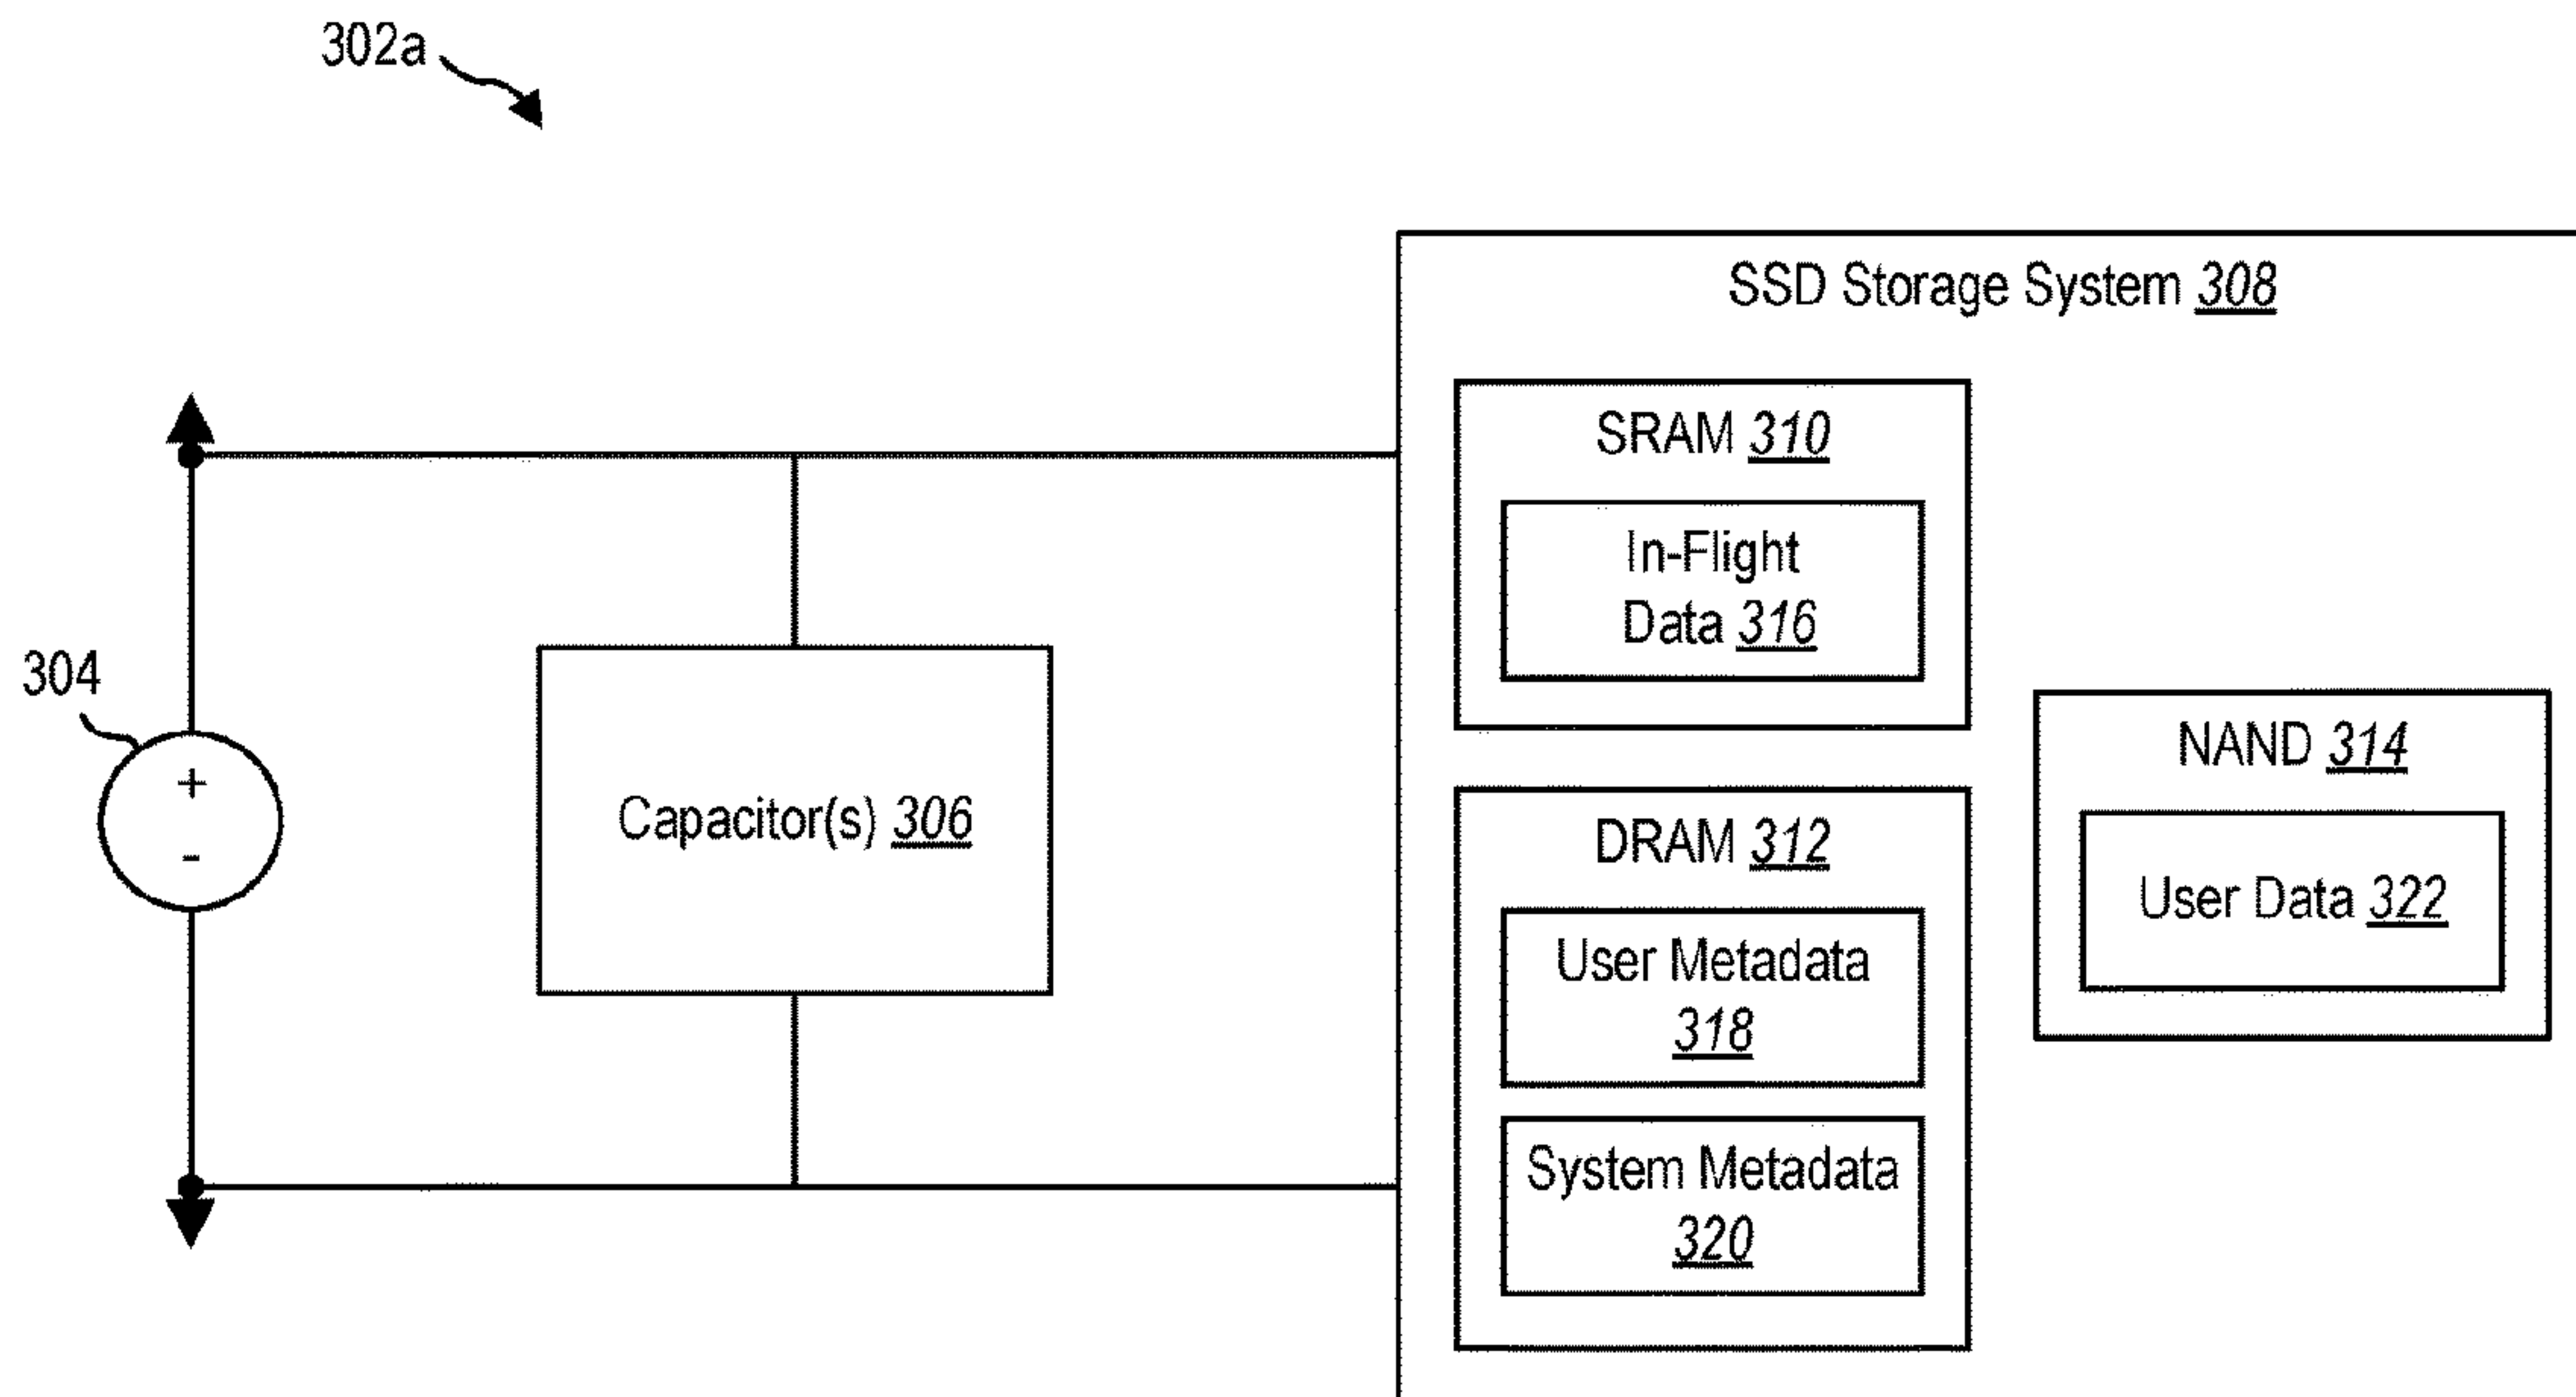 302a
SSD Storage System 308
SRAM 310
In-Flight
Data 316
304
+
-
Capacitor(s) 306
NAND 314
User Data 322
DRAM 312
User Metadata
318
System Metadata
320